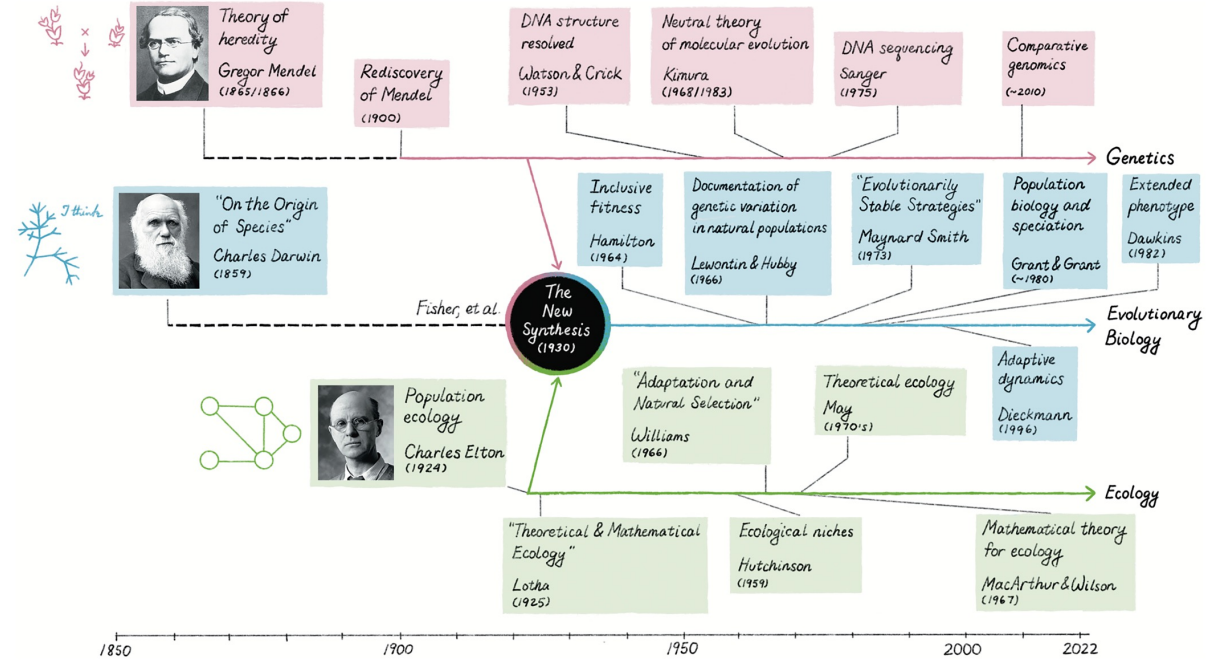 Theory of
heredity
Gregor Mendel
(1865/1866)
Rediscovery
of Mendel
(1900)
DNA structure
resolved
Watson & Crick
(1953)
Neutral theory
of molecular evolution
Kimura
(1968/1983)
DNA sequencing
Sanger
(1975)
Comparative
genomics
(~2010)
Genetics
I think
"On the Origin
of Species"
Charles Darwin
(1859)
Inclusive
fitness
Hamilton
(1964)
Documentation of
genetic variation
in natural populations
Lewontin & Hubby
(1966)
"Evolutionarily
Stable Strategies"
Maynard Smith
(1973)
Population
biology and
speciation
Grant & Grant
(~1980)
Extended
phenotype
Dawkins
(1982)
Fisher, et al.
The
New
Synthesis
(1930)
Evolutionary
Biology
Adaptive
dynamics
Dieckmann
(1996)
Population
ecology
Charles Elton
(1924)
"Adaptation and
Natural Selection"
Williams
(1966)
Theoretical ecology
May
(1970's)
Ecology
"Theoretical & Mathematical
Ecology"
Lotka
(1925)
Ecological niches
Hutchinson
(1959)
Mathematical theory
for ecology
MacArthur & Wilson
(1967)
1850 1900 1950 2000 2022